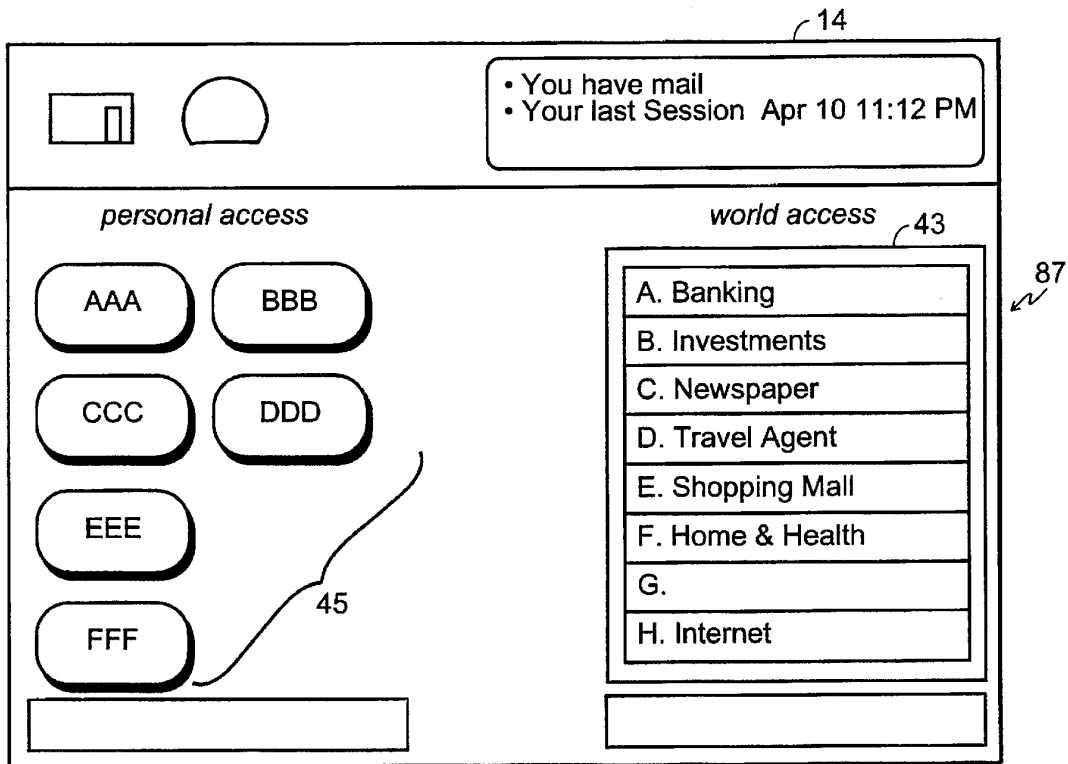 14
• You have mail
• Your last Session Apr 10 11:12 PM
personal access
world access
43
87
AAA BBB
CCC DDD
EEE
FFF
45
A. Banking
B. Investments
C. Newspaper
D. Travel Agent
E. Shopping Mall
F. Home & Health
G.
H. Internet